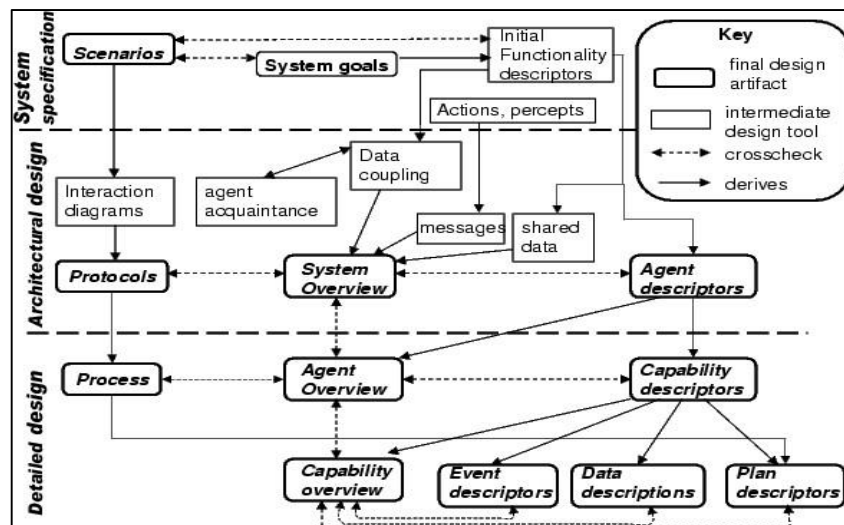 System
specification
Scenarios
System goals
Initial
Functionality
descriptors
Actions, percepts
Key
final design
artifact
intermediate
design tool
crosscheck
derives
Architectural design
Interaction
diagrams
agent
acquaintance
Data
coupling
messages
shared
data
Protocols
System
Overview
Agent
descriptors
Detailed design
Process
Agent
Overview
Capability
descriptors
Capability
overview
Event
descriptors
Data
descriptions
Plan
descriptors